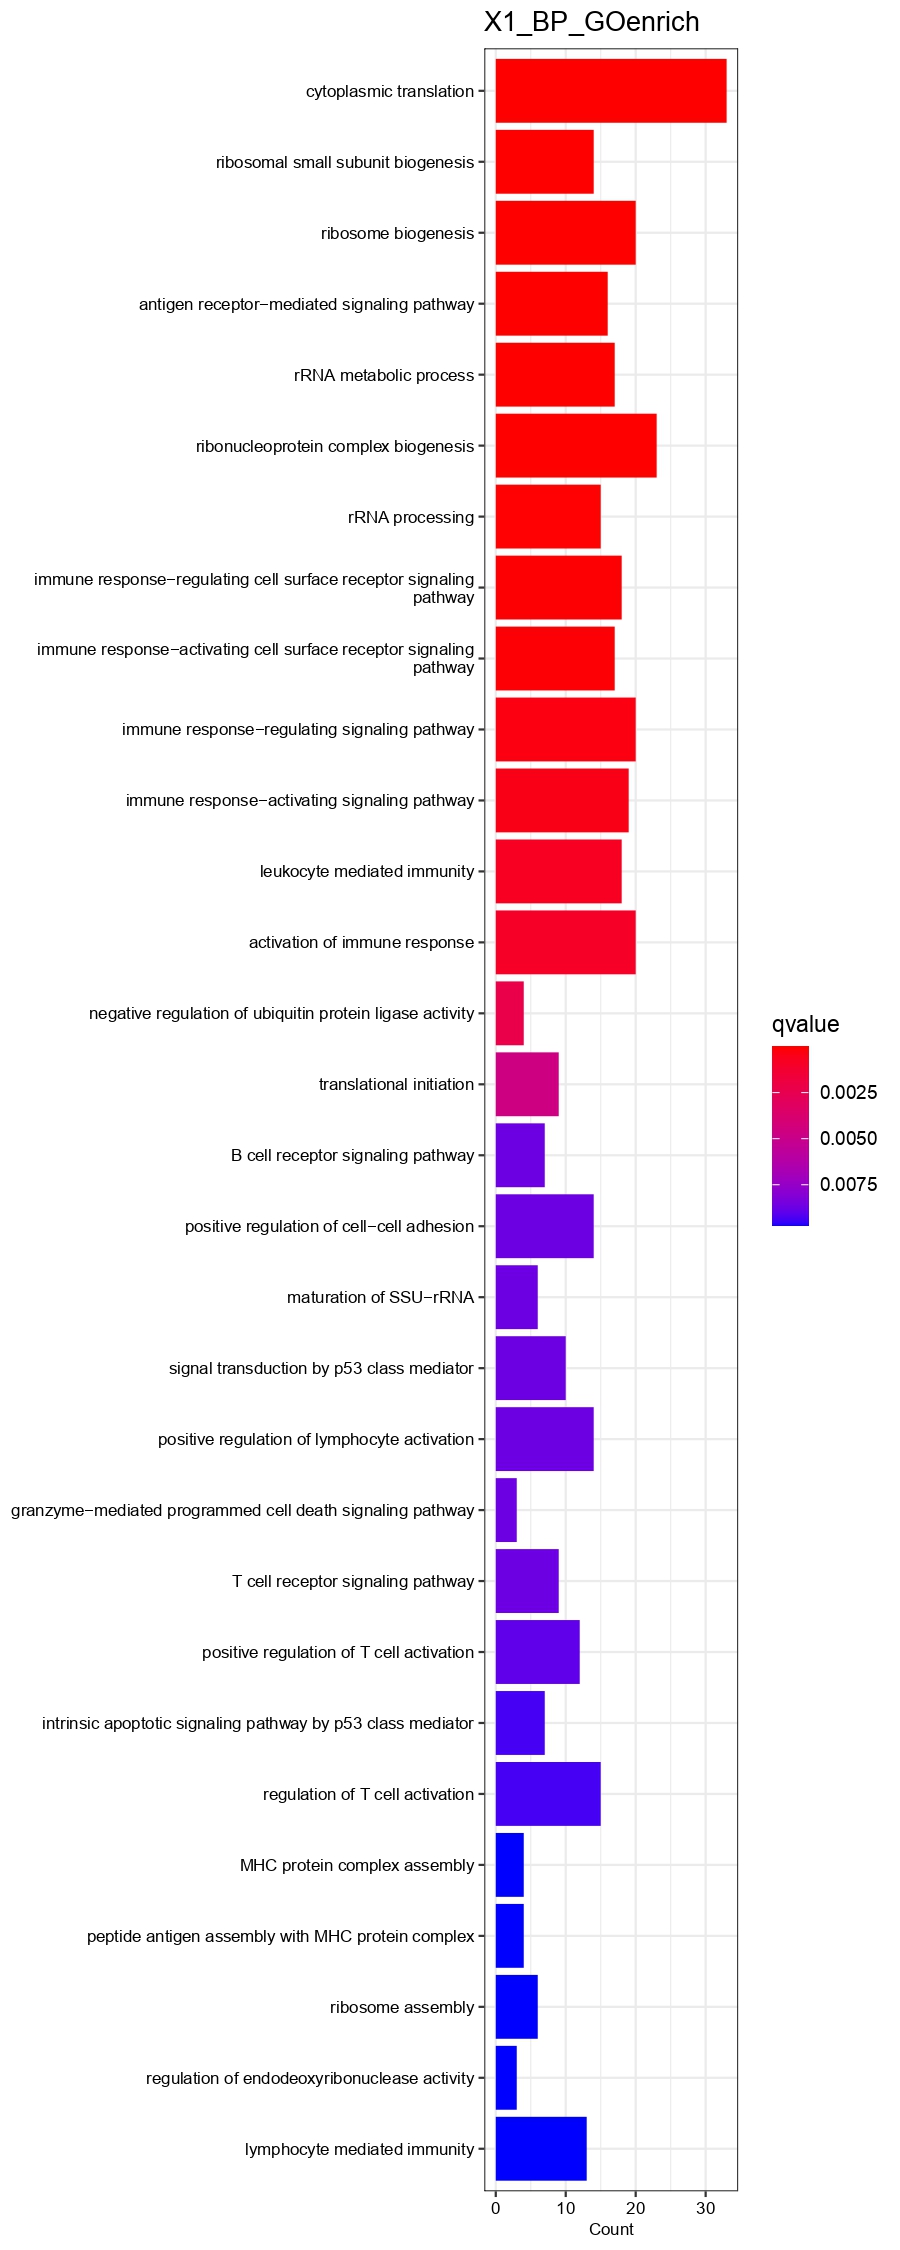 X1_BP_GOenrich
cytoplasmic translation
ribosomal small subunit biogenesis
ribosome biogenesis
antigen receptor−mediated signaling pathway
rRNA metabolic process
ribonucleoprotein complex biogenesis
rRNA processing
immune response−regulating cell surface receptor signaling
pathway
immune response−activating cell surface receptor signaling
pathway
immune response−regulating signaling pathway
immune response−activating signaling pathway
leukocyte mediated immunity
activation of immune response
negative regulation of ubiquitin protein ligase activity
translational initiation
B cell receptor signaling pathway
positive regulation of cell−cell adhesion
maturation of SSU−rRNA
signal transduction by p53 class mediator
positive regulation of lymphocyte activation
granzyme−mediated programmed cell death signaling pathway
T cell receptor signaling pathway
positive regulation of T cell activation
intrinsic apoptotic signaling pathway by p53 class mediator
regulation of T cell activation
MHC protein complex assembly
peptide antigen assembly with MHC protein complex
ribosome assembly
regulation of endodeoxyribonuclease activity
lymphocyte mediated immunity
0 10 20 30
Count
qvalue
0.0025
0.0050
0.0075